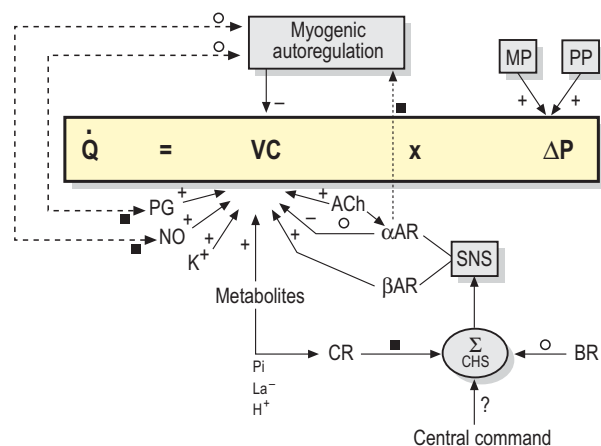 Myogenic
autoregulation
MP PP
− + +
Q̇ = VC x ΔP
PG + + ACh
NO + − αAR
K⁺ + + + βAR SNS
Metabolites
CR Σ
CHS BR
Pi
La⁻
H⁺
?
Central command